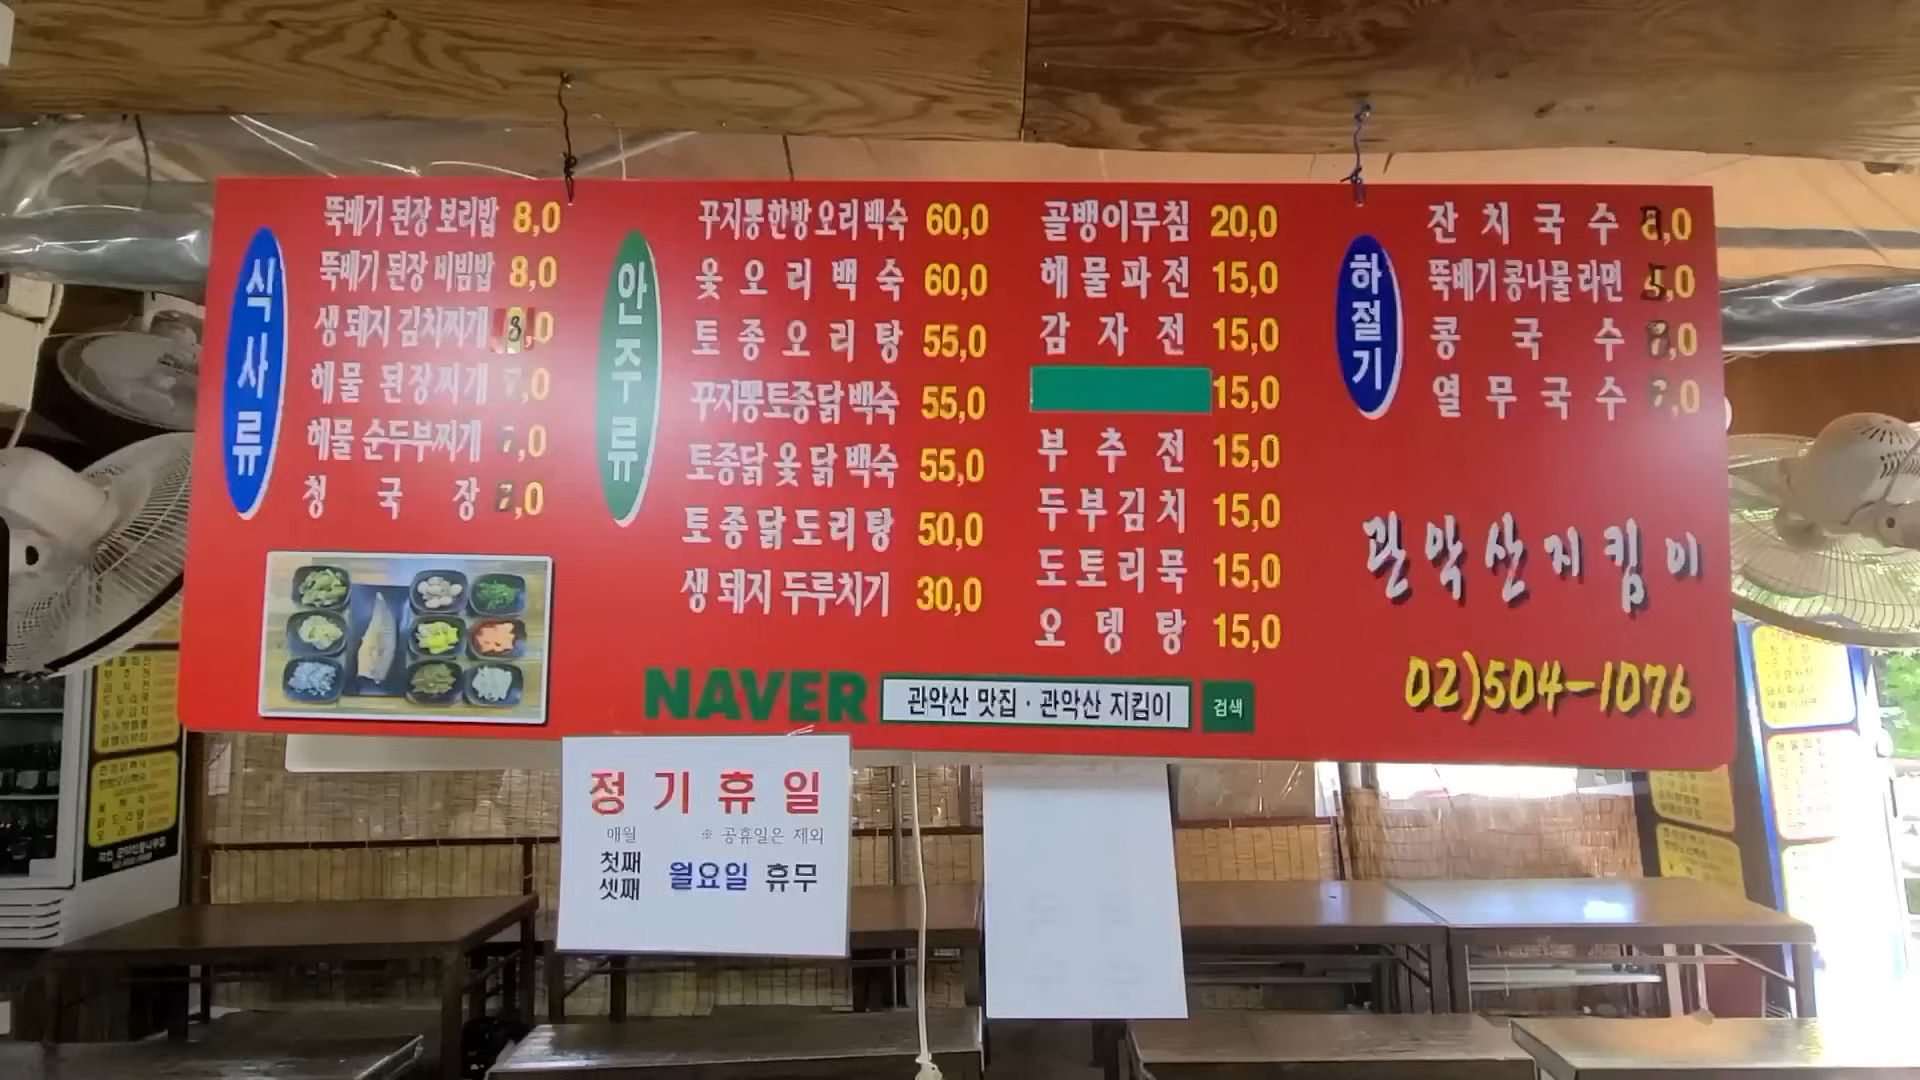 식사류
뚝배기 된장 보리밥 8,0
뚝배기 된장 비빔밥 8,0
생 돼지 김치찌개 8,0
해물 된장찌개 7,0
해물 순두부찌개 7,0
청국장 7,0
안주류
꾸지뽕한방오리백숙 60,0
옻오리백숙 60,0
토종오리탕 55,0
꾸지뽕토종닭백숙 55,0
토종닭옻닭백숙 55,0
토종닭도리탕 50,0
생 돼지 두루치기 30,0
골뱅이무침 20,0
해물파전 15,0
감자전 15,0
15,0
부추전 15,0
두부김치 15,0
도토리묵 15,0
오뎅탕 15,0
하절기
잔치국수 ,0
뚝배기콩나물라면 ,0
콩국수 8,0
열무국수 7,0
관악산지킴이
02)504-1076
NAVER 관악산 맛집 · 관악산 지킴이 검색
정기휴일
매월 ※ 공휴일은 제외
첫째
셋째 월요일 휴무